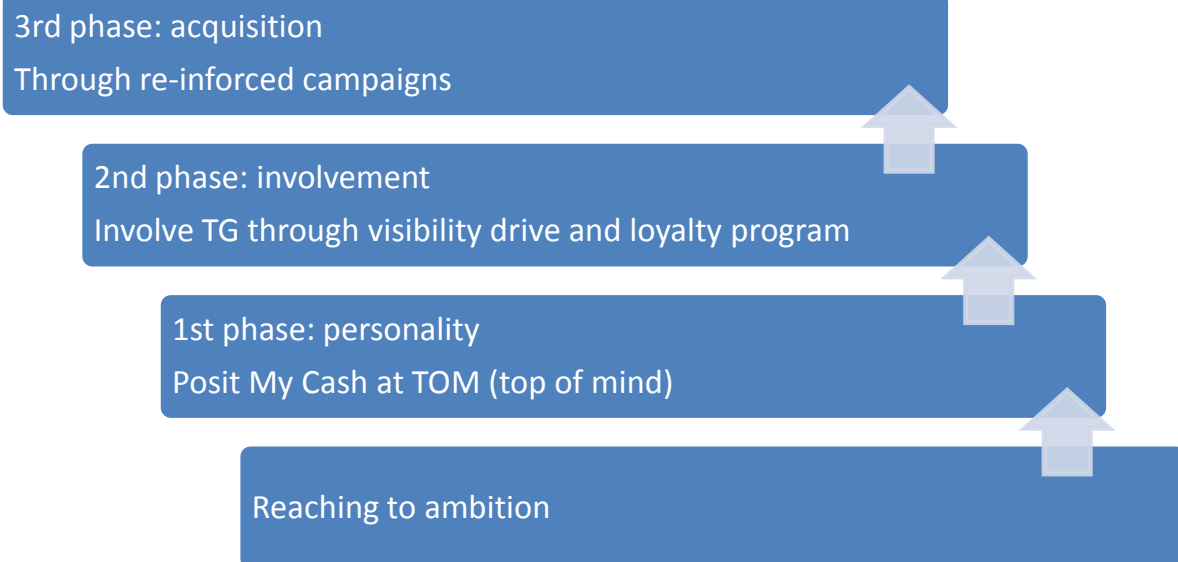 3rd phase: acquisition
Through re-inforced campaigns
2nd phase: involvement
Involve TG through visibility drive and loyalty program
1st phase: personality
Posit My Cash at TOM (top of mind)
Reaching to ambition